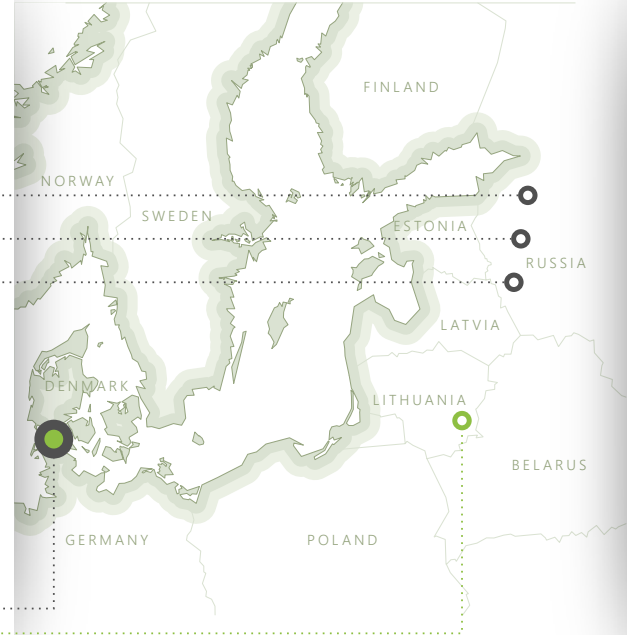 FINLAND
NORWAY
SWEDEN
ESTONIA
RUSSIA
LATVIA
DENMARK
LITHUANIA
BELARUS
GERMANY
POLAND